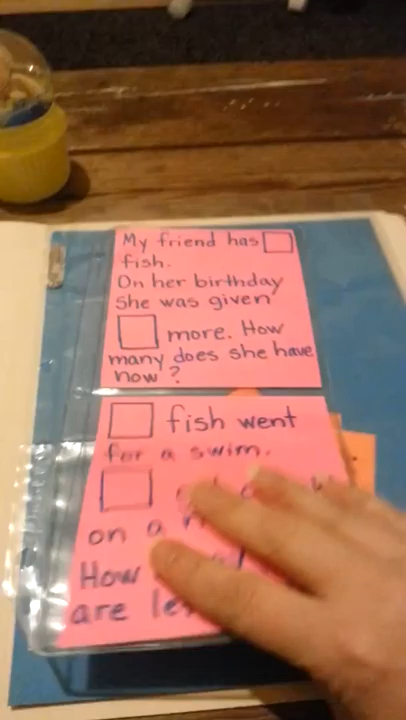 My friend has
fish.
On her birthday
she was given
more. How
many does she have
now?
fish went
for a swim.
on a
How
are